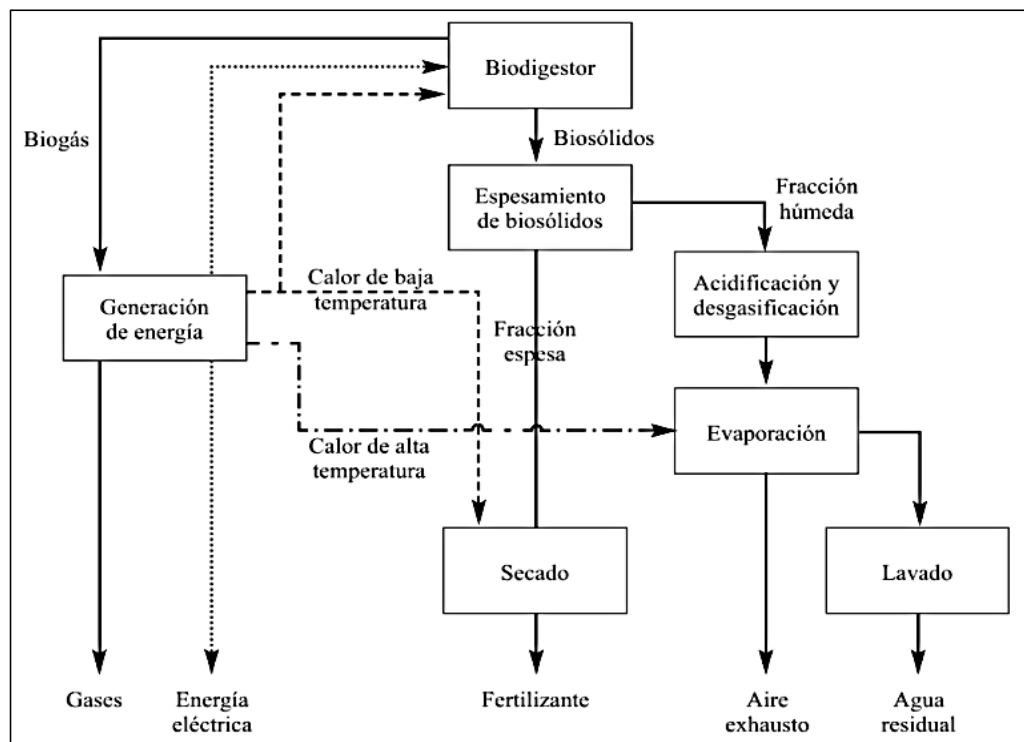 Biodigestor
Biogás
Biosólidos
Espesamiento
de biosólidos
Fracción
húmeda
Generación
de energía
Calor de baja
temperatura
Acidificación y
desgasificación
Fracción
espesa
Calor de alta
temperatura
Evaporación
Secado
Lavado
Gases
Energía
eléctrica
Fertilizante
Aire
exhausto
Agua
residual